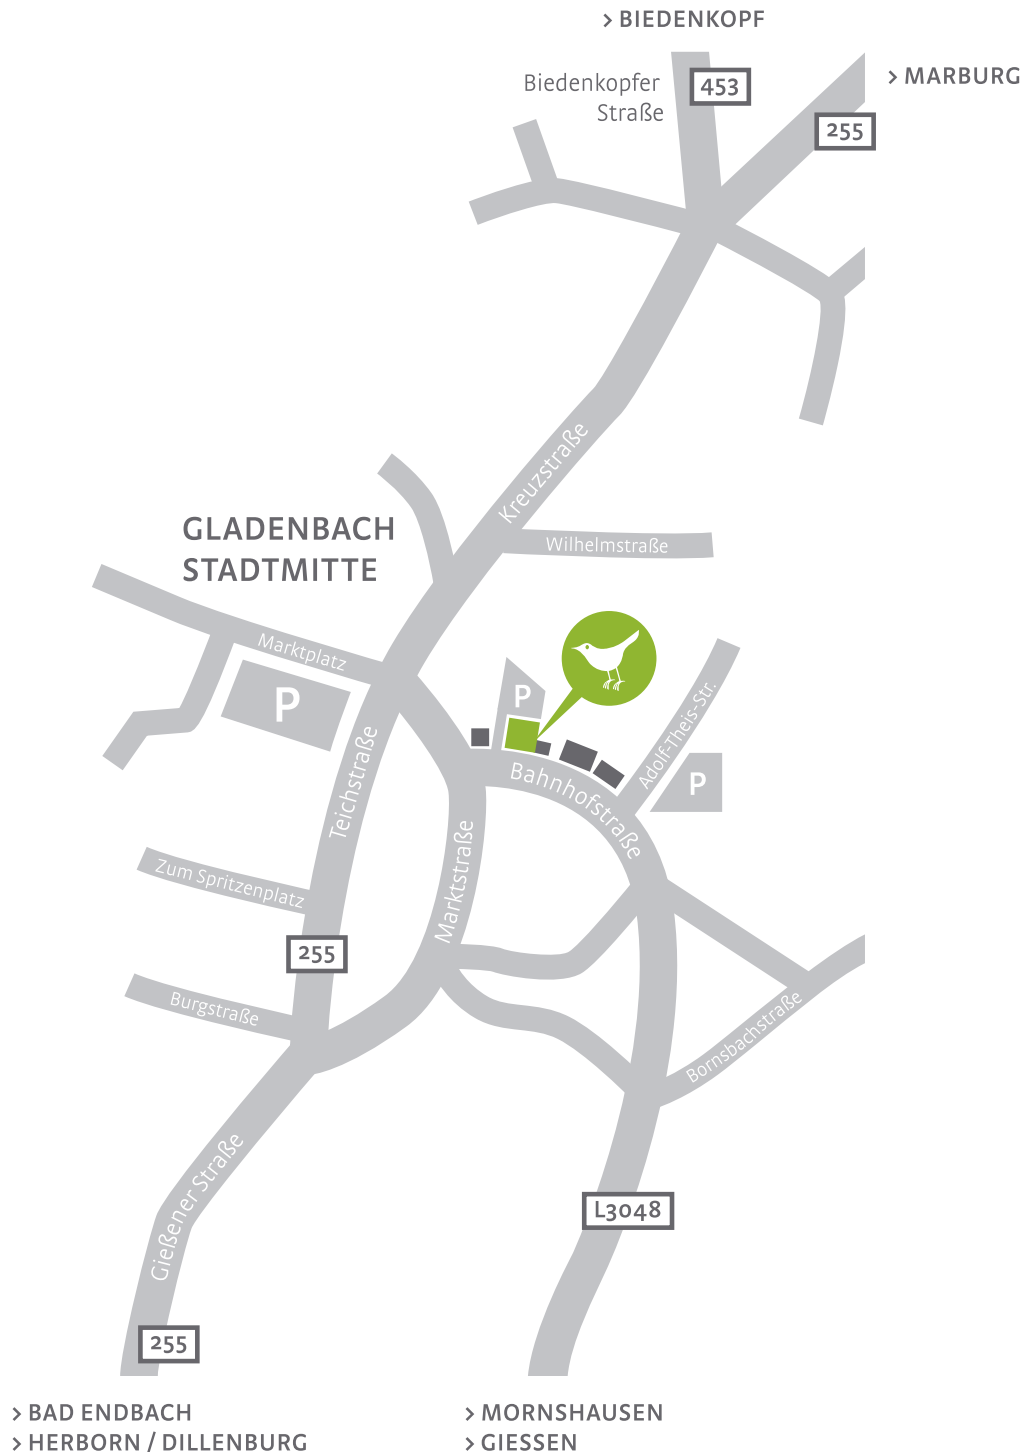 > BIEDENKOPF
> MARBURG
Biedenkopfer
Straße
453
255
Kreuzstraße
GLADENBACH
STADTMITTE
Wilhelmstraße
Marktplatz
P
P
Adolf-Theis-Str.
P
Teichstraße
Bahnhofstraße
Marktstraße
Zum Spritzenplatz
255
Burgstraße
Bornsbachstraße
Gießener Straße
L3048
255
> BAD ENDBACH
> HERBORN / DILLENBURG
> MORNSHAUSEN
> GIESSEN